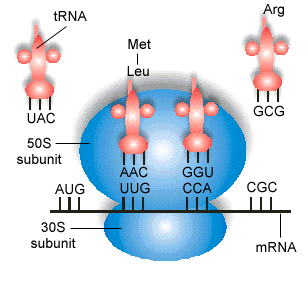 tRNA
Arg
Met
Leu
UAC
GCG
50S
subunit
AAC GGU
AUG UUG CCA CGC
30S
subunit
mRNA